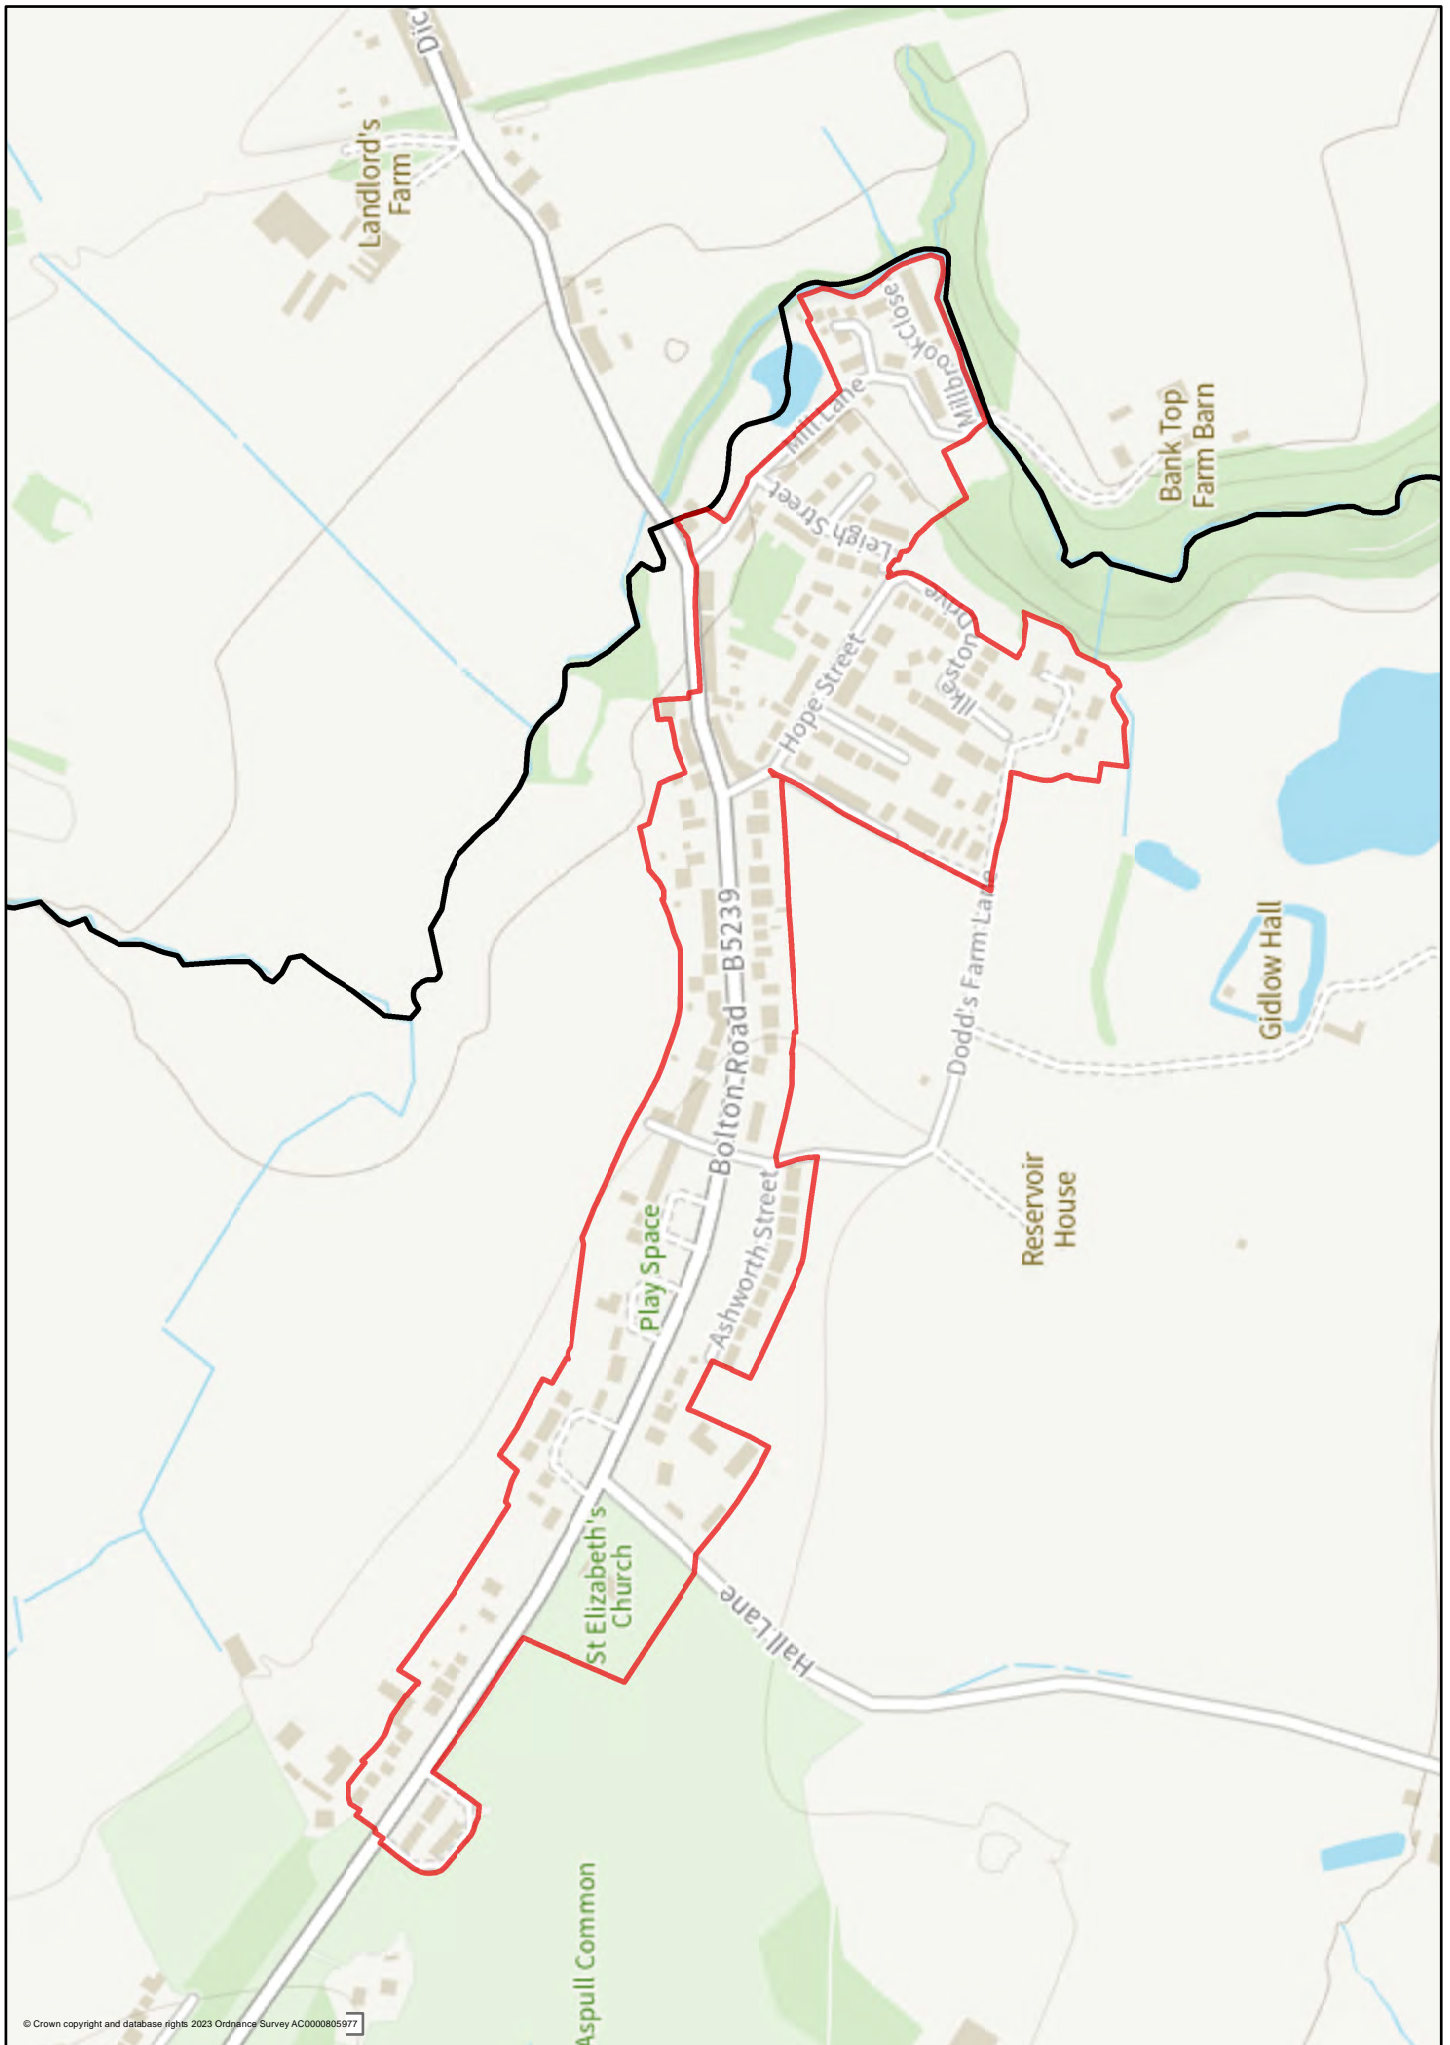 Dic
Landlord's
Farm
Millbrook Close
Mill Lane
Bank Top
Farm Barn
Leigh Street
Ilkeston Drive
Hope Street
Bolton Road B5239
Gidlow Hall
Dodd's Farm Lane
Reservoir
House
Ashworth Street
Play Space
St Elizabeth's
Church
Hall Lane
Aspull Common
© Crown copyright and database rights 2023 Ordnance Survey AC0000805977